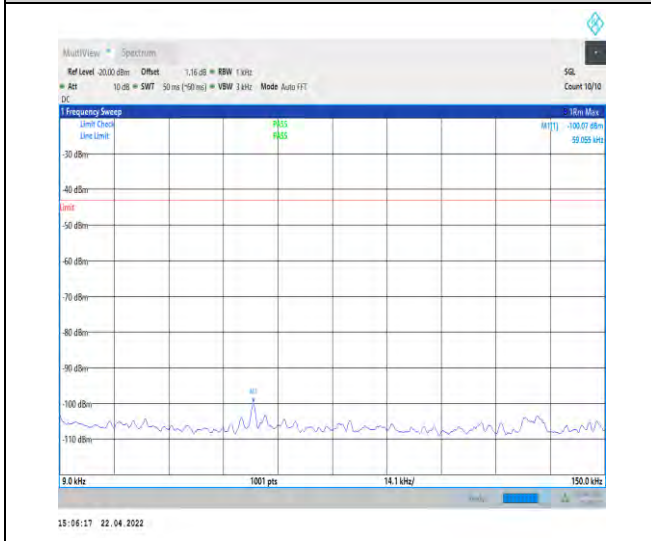 MultiView Spectrum
Ref Level -20.00 dBm Offset 1.16 dB RBW 1 kHz SGL
Att 10 dB SWT 50 ms (~60 ms) VBW 3 kHz Mode Auto FFT Count 10/10
DC
1 Frequency Sweep 1Rm Max
Limit Check PASS M1[1] -100.07 dBm
Line Limit PASS 59.055 kHz
-30 dBm
-40 dBm
Limit
-50 dBm
-60 dBm
-70 dBm
-80 dBm
-90 dBm
M1
-100 dBm
-110 dBm
9.0 kHz 1001 pts 14.1 kHz/ 150.0 kHz
15:06:17 22.04.2022